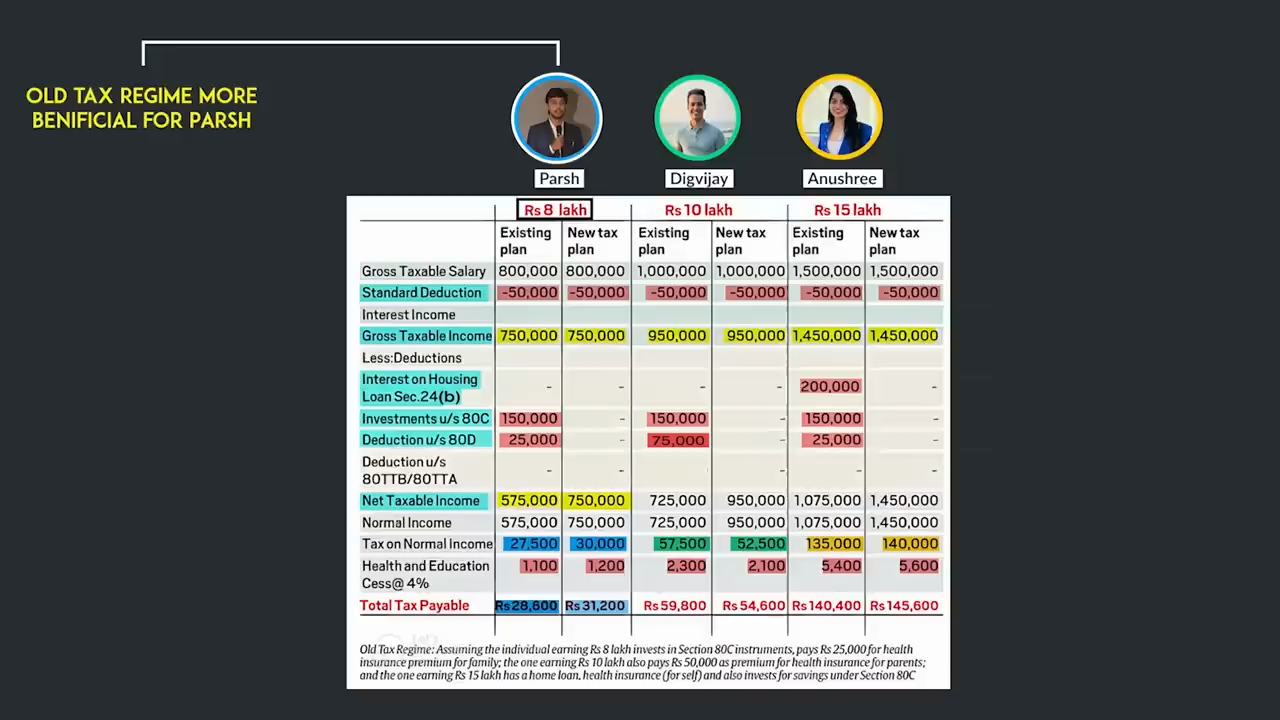 OLD TAX REGIME MORE
BENIFICIAL FOR PARSH
Parsh Digvijay Anushree
Rs 8 lakh Rs 10 lakh Rs 15 lakh
Existing plan New tax plan Existing plan New tax plan Existing plan New tax plan
Gross Taxable Salary 800,000 800,000 1,000,000 1,000,000 1,500,000 1,500,000
Standard Deduction -50,000 -50,000 -50,000 -50,000 -50,000 -50,000
Interest Income
Gross Taxable Income 750,000 750,000 950,000 950,000 1,450,000 1,450,000
Less:Deductions
Interest on Housing
Loan Sec.24(b) - - - - 200,000 -
Investments u/s 80C 150,000 - 150,000 - 150,000 -
Deduction u/s 80D 25,000 - 75,000 - 25,000 -
Deduction u/s
80TTB/80TTA - - - - - -
Net Taxable Income 575,000 750,000 725,000 950,000 1,075,000 1,450,000
Normal Income 575,000 750,000 725,000 950,000 1,075,000 1,450,000
Tax on Normal Income 27,500 30,000 57,500 52,500 135,000 140,000
Health and Education
Cess@ 4% 1,100 1,200 2,300 2,100 5,400 5,600
Total Tax Payable Rs28,600 Rs31,200 Rs59,800 Rs54,600 Rs140,400 Rs145,600
Old Tax Regime: Assuming the individual earning Rs 8 lakh invests in Section 80C instruments, pays Rs 25,000 for health
insurance premium for family; the one earning Rs 10 lakh also pays Rs 50,000 as premium for health insurance for parents;
and the one earning Rs 15 lakh has a home loan, health insurance (for self) and also invests for savings under Section 80C